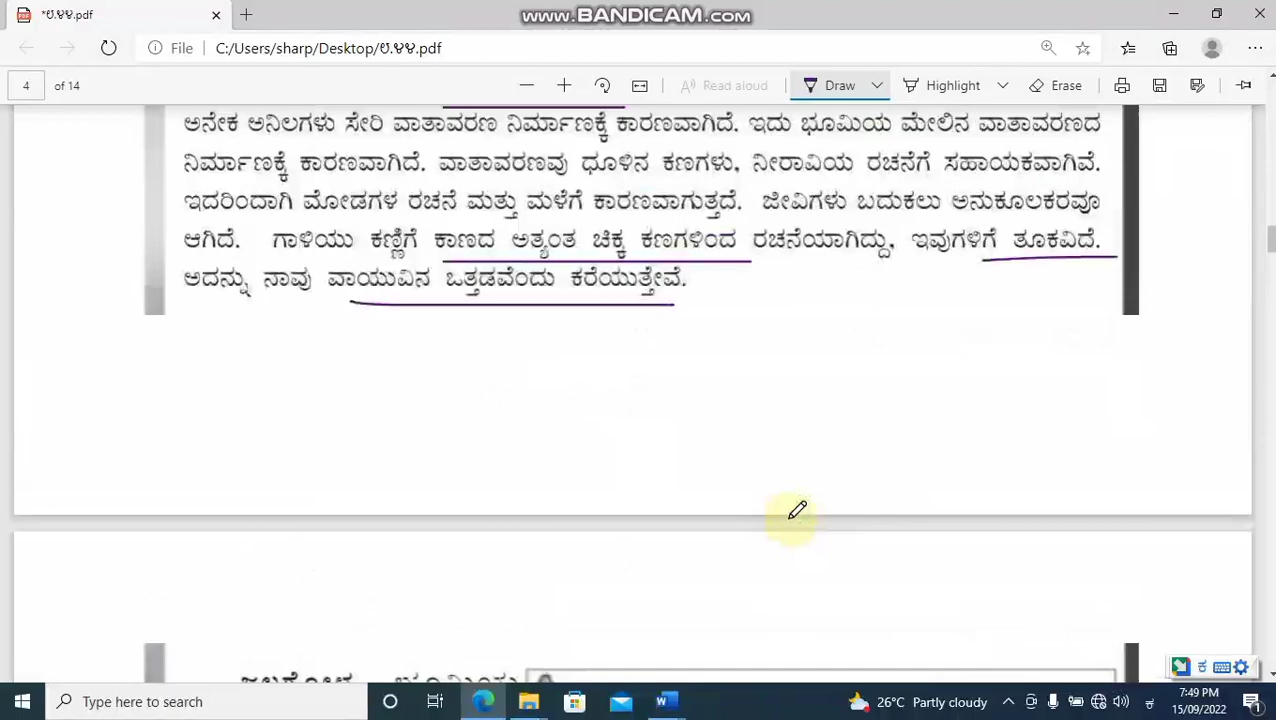 *ಲಿ.ಳಳ.pdf
www.BANDICAM.com
File C:/Users/sharp/Desktop/ಲಿ.ಳಳ.pdf
4 of 14 Read aloud Draw Highlight Erase
ಅನೇಕ ಅನಿಲಗಳು ಸೇರಿ ವಾತಾವರಣ ನಿರ್ಮಾಣಕ್ಕೆ ಕಾರಣವಾಗಿದೆ. ಇದು ಭೂಮಿಯ ಮೇಲಿನ ವಾತಾವರಣದ
ನಿರ್ಮಾಣಕ್ಕೆ ಕಾರಣವಾಗಿದೆ. ವಾತಾವರಣವು ಧೂಳಿನ ಕಣಗಳು, ನೀರಾವಿಯ ರಚನೆಗೆ ಸಹಾಯಕವಾಗಿವೆ.
ಇದರಿಂದಾಗಿ ಮೋಡಗಳ ರಚನೆ ಮತ್ತು ಮಳೆಗೆ ಕಾರಣವಾಗುತ್ತದೆ. ಜೀವಿಗಳು ಬದುಕಲು ಅನುಕೂಲಕರವೂ
ಆಗಿದೆ. ಗಾಳಿಯು ಕಣ್ಣಿಗೆ ಕಾಣದ ಅತ್ಯಂತ ಚಿಕ್ಕ ಕಣಗಳಿಂದ ರಚನೆಯಾಗಿದ್ದು, ಇವುಗಳಿಗೆ ತೂಕವಿದೆ.
ಅದನ್ನು ನಾವು ವಾಯುವಿನ ಒತ್ತಡವೆಂದು ಕರೆಯುತ್ತೇವೆ.
ಕ
Type here to search 26°C Partly cloudy 7:49 PM
15/09/2022